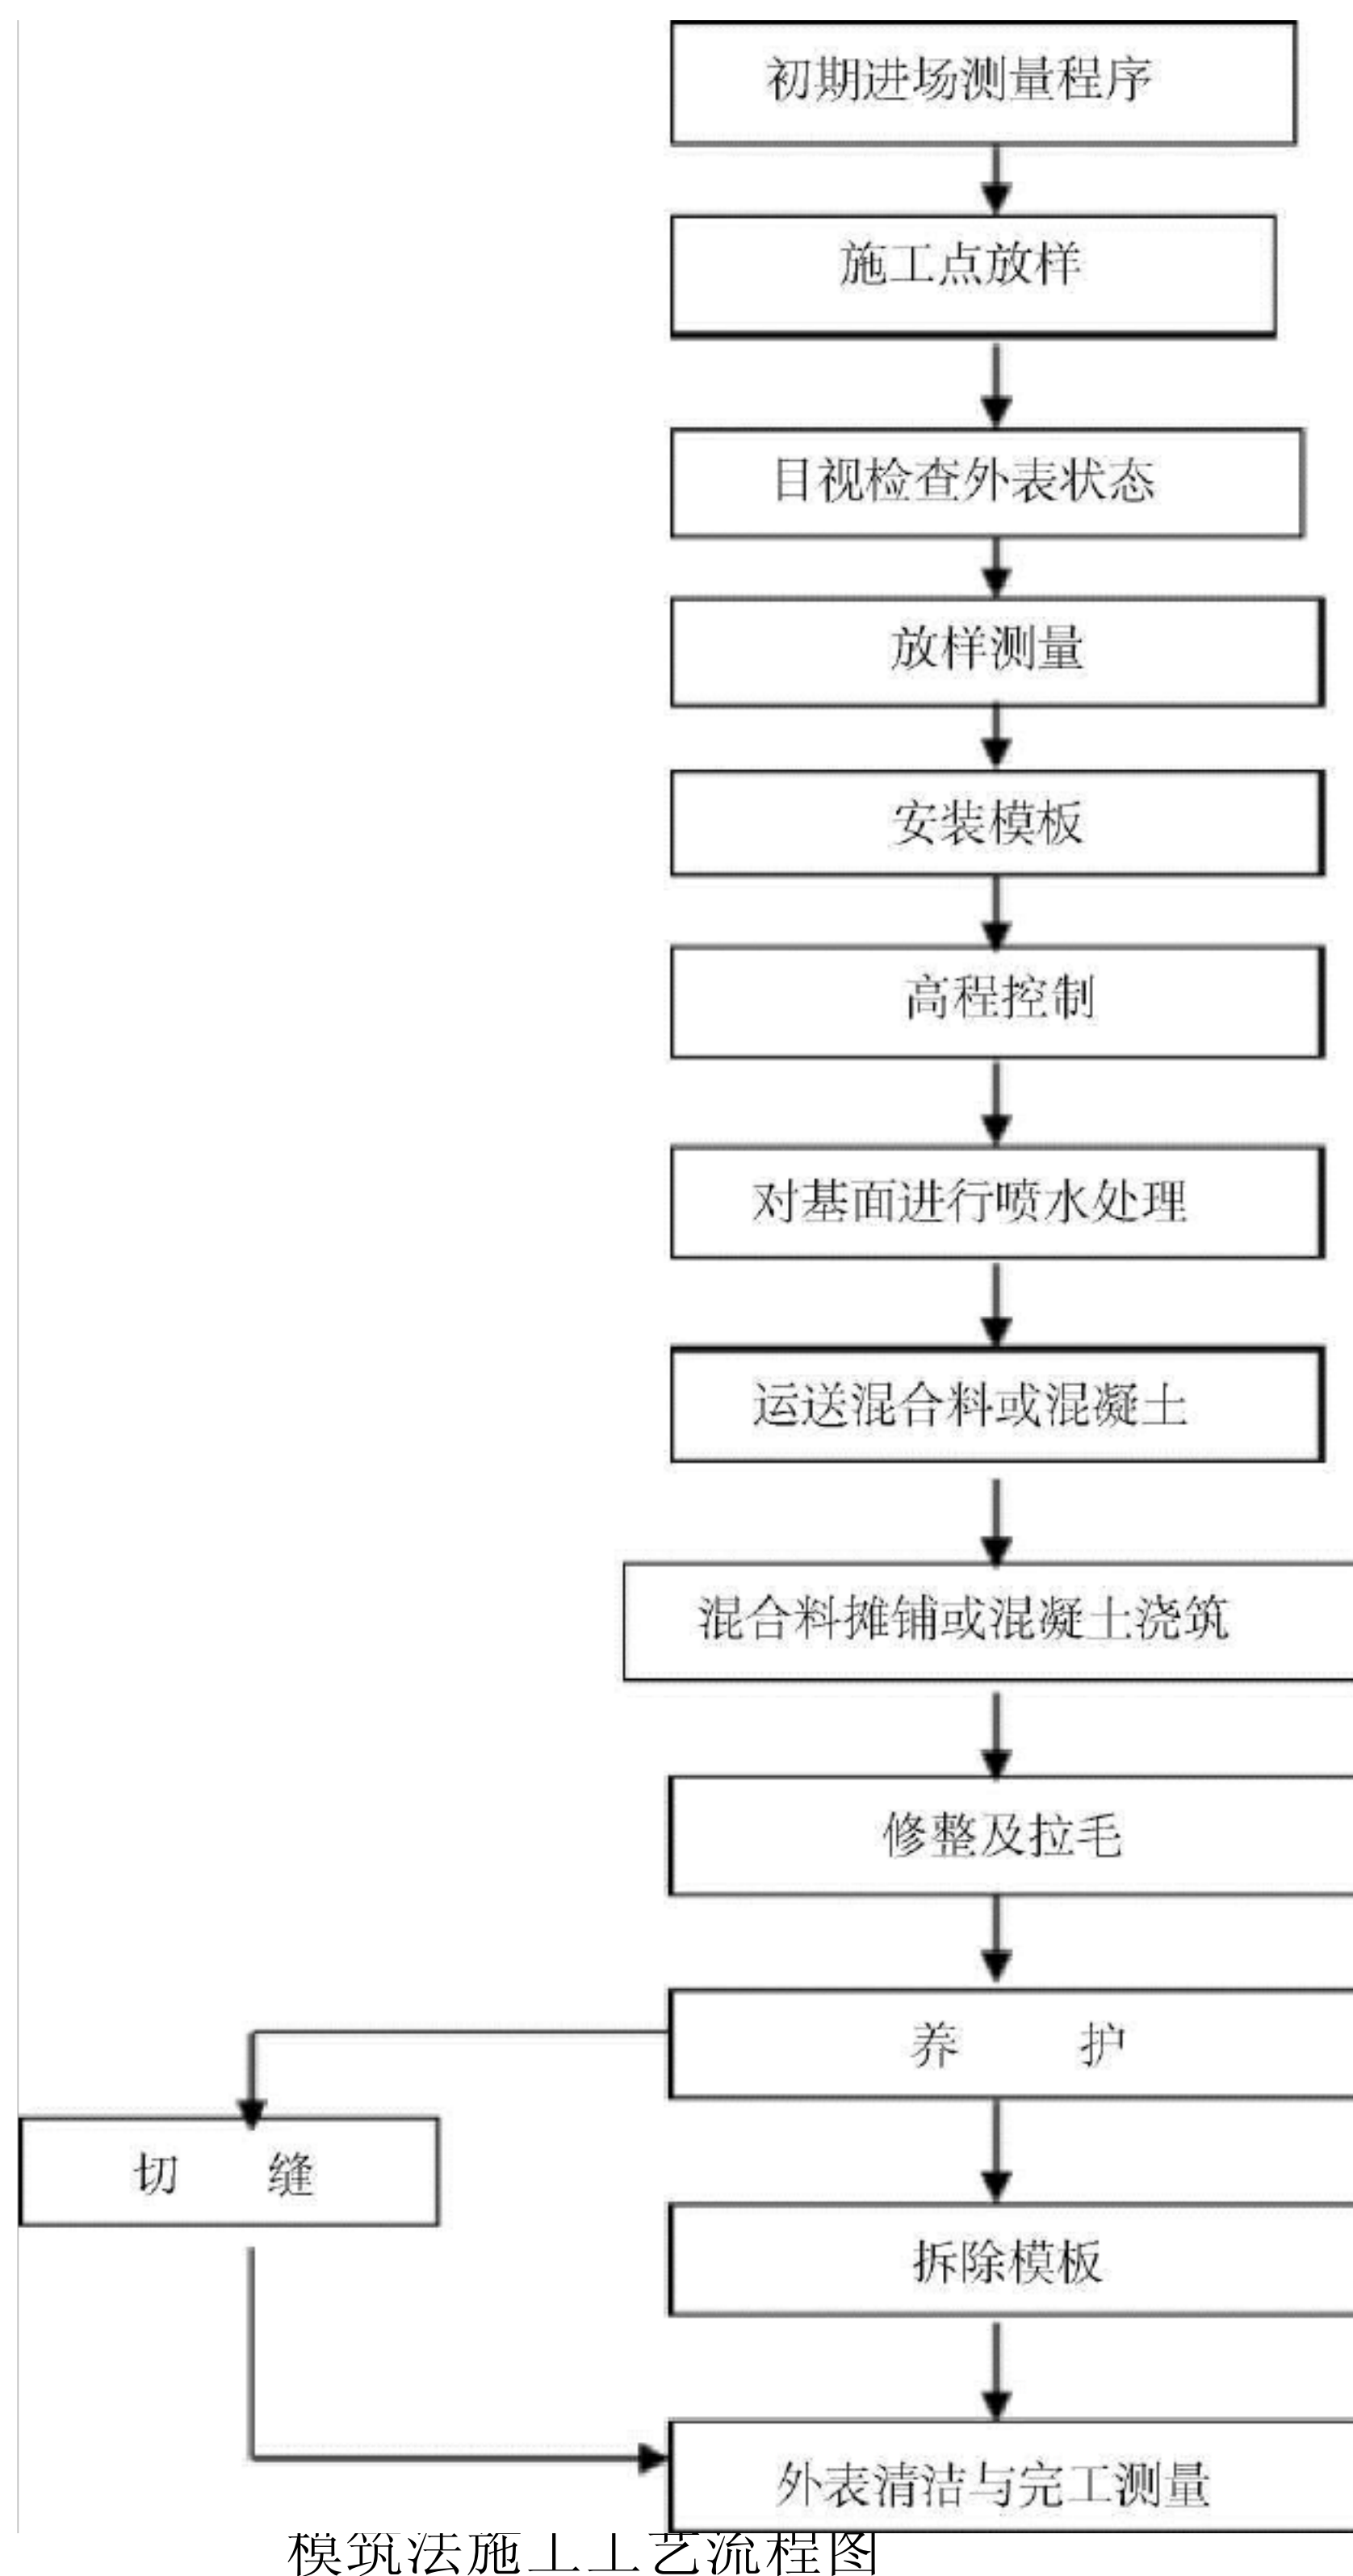 初期进场测量程序
施工点放样
目视检查外表状态
放样测量
安装模板
高程控制
对基面进行喷水处理
运送混合料或混凝土
混合料摊铺或混凝土浇筑
修整及拉毛
养 护
切 缝
拆除模板
外表清洁与完工测量
模筑法施工工艺流程图